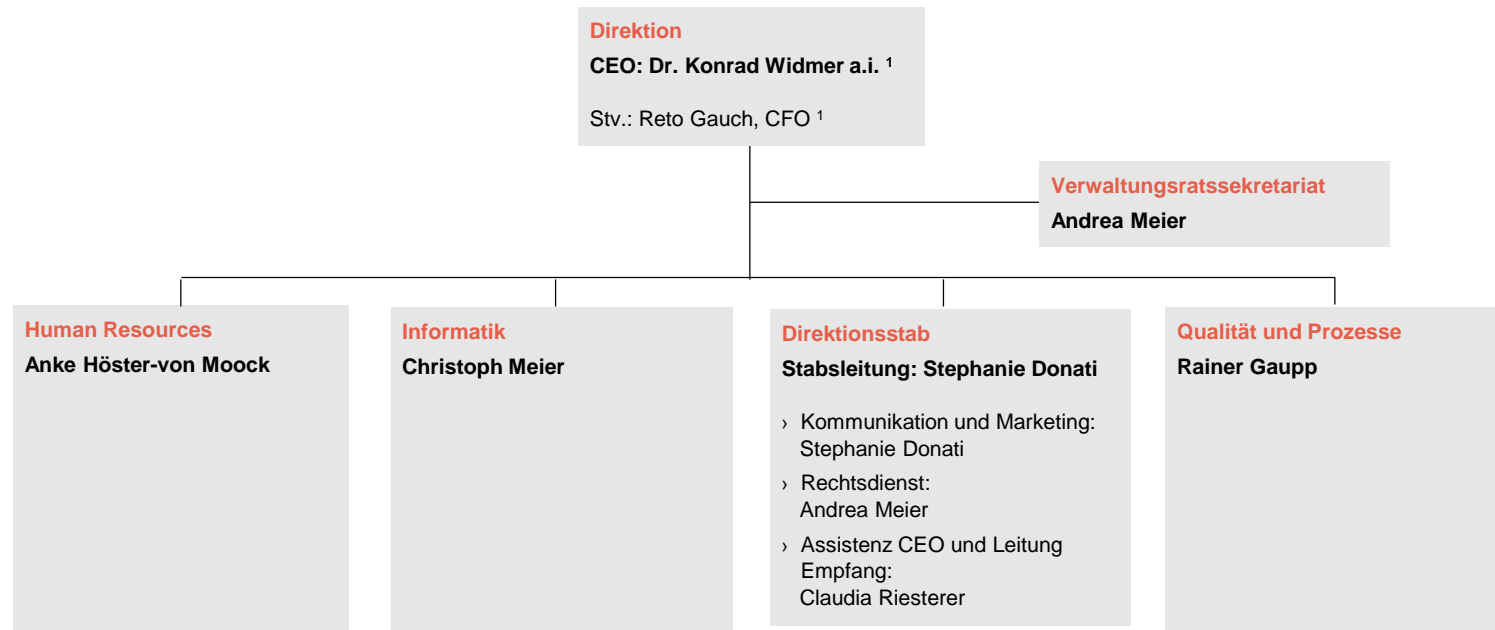 Direktion
CEO: Dr. Konrad Widmer a.i. ¹
Stv.: Reto Gauch, CFO ¹
Verwaltungsratssekretariat
Andrea Meier
Human Resources
Anke Höster-von Moock
Informatik
Christoph Meier
Direktionsstab
Stabsleitung: Stephanie Donati
› Kommunikation und Marketing:
Stephanie Donati
› Rechtsdienst:
Andrea Meier
› Assistenz CEO und Leitung
Empfang:
Claudia Riesterer
Qualität und Prozesse
Rainer Gaupp